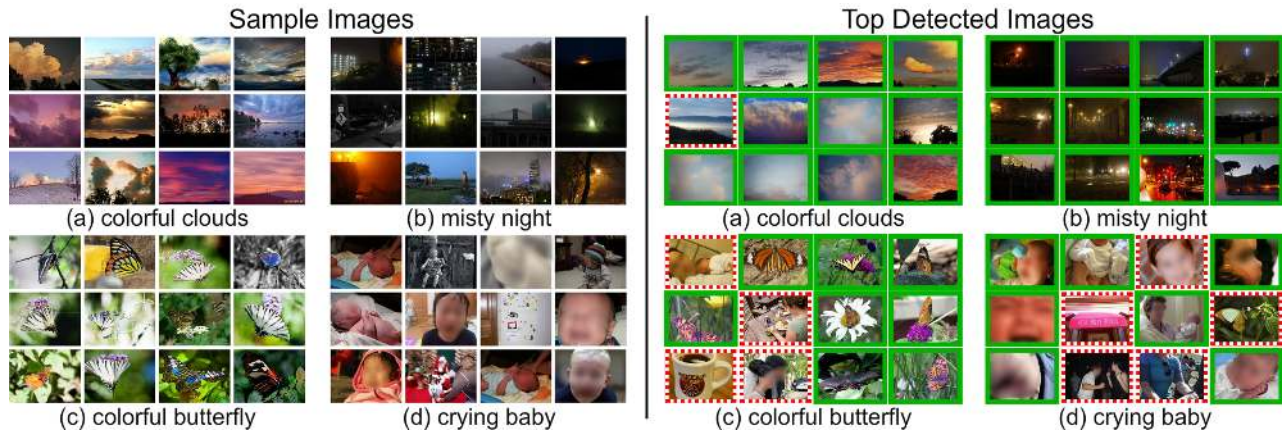 Sample Images
Top Detected Images
(a) colorful clouds
(b) misty night
(a) colorful clouds
(b) misty night
(c) colorful butterfly
(d) crying baby
(c) colorful butterfly
(d) crying baby